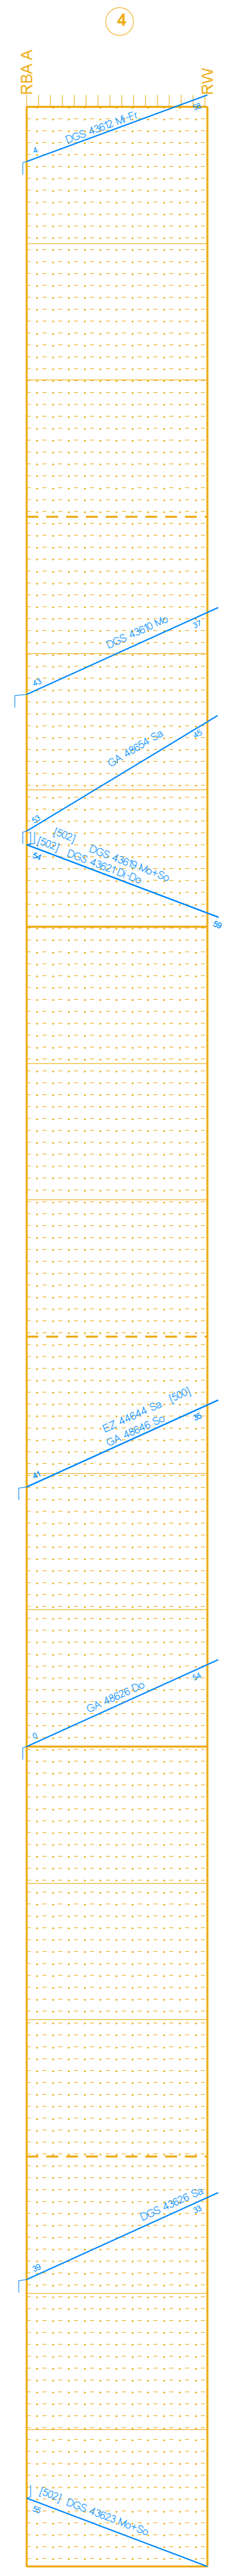 4
RBA A
RW
58
DGS 43612 Mi-Fr
4
DGS 43610 Mo
37
43
GA 48654 Sa
45
53
[502] DGS 43619 Mo+So
[502] DGS 43621 Di-Do
54
59
EZ 44644 Sa [500]
GA 48646 So
35
41
54
GA 48626 Do
0
DGS 43626 Sa
33
39
[502] DGS 43623 Mo+So
55